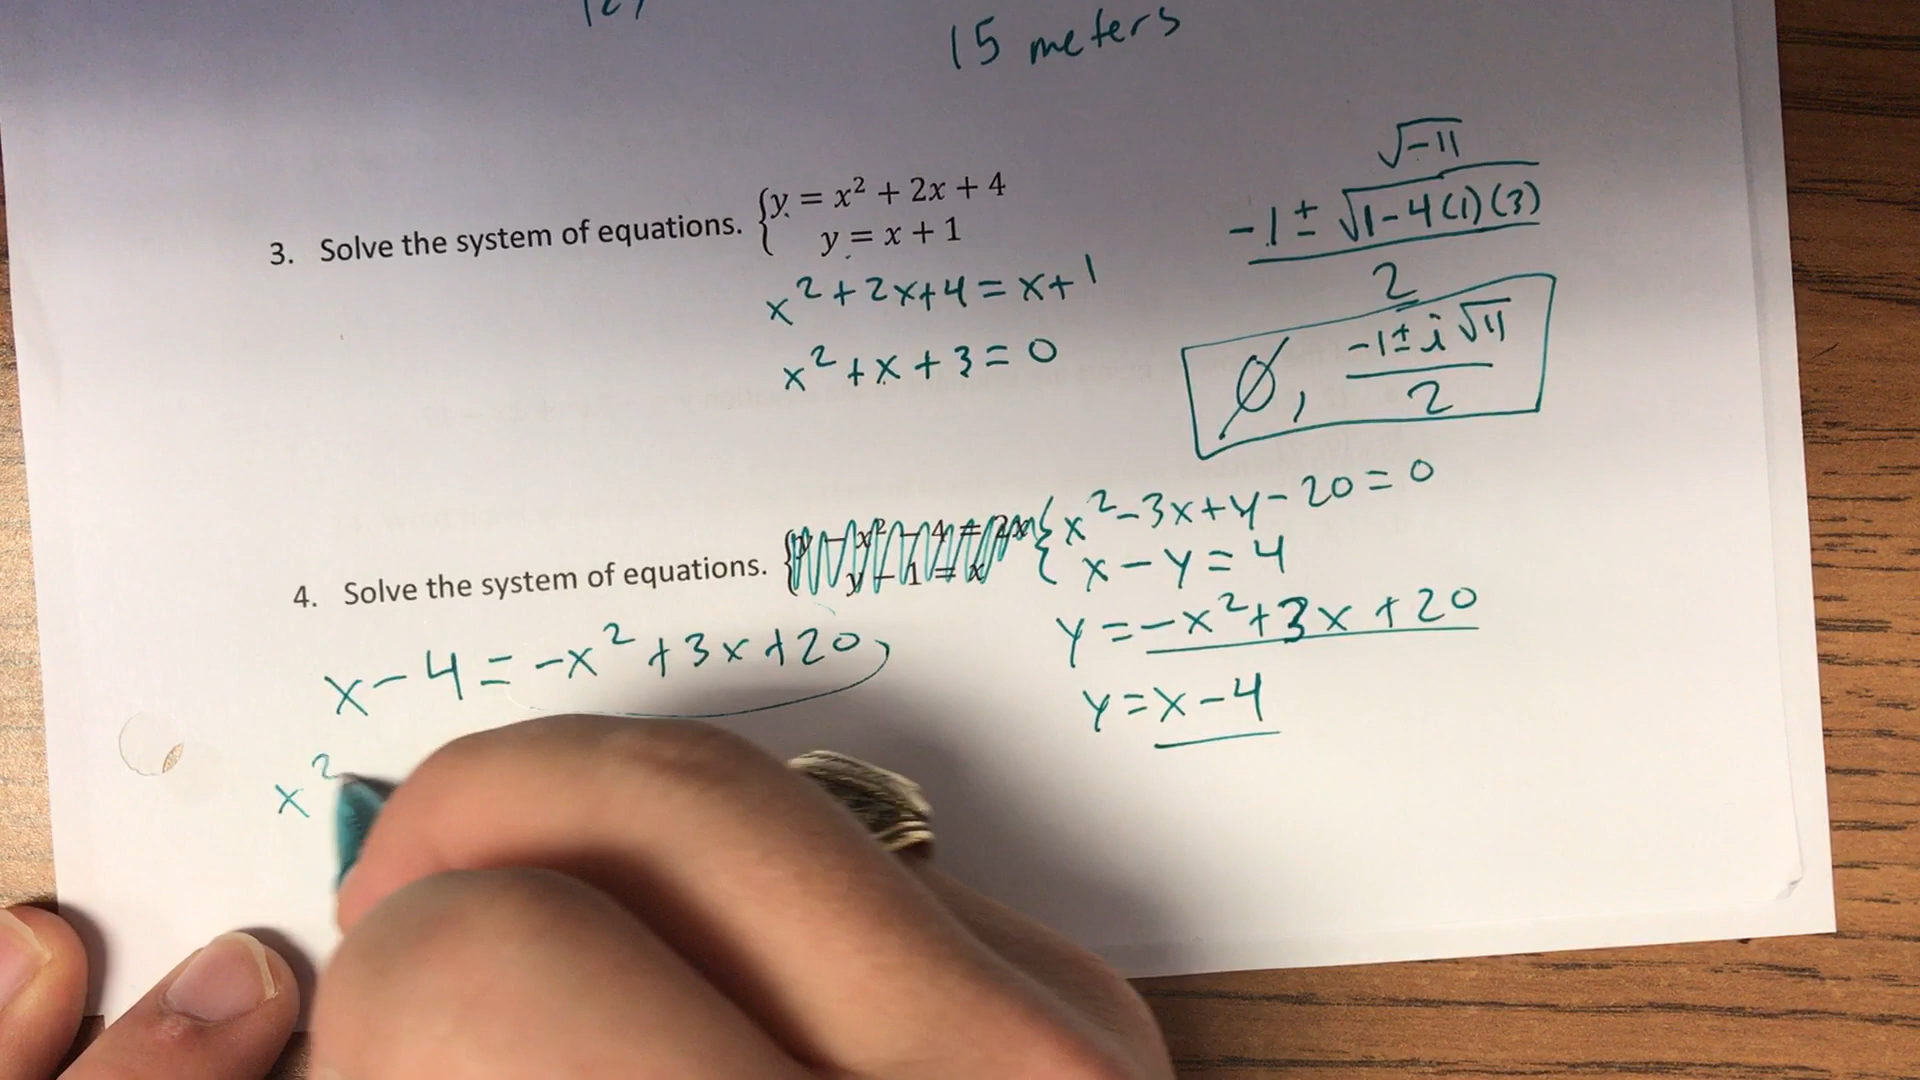 15 meters
3. Solve the system of equations. { y = x² + 2x + 4
y = x + 1
x² + 2x + 4 = x + 1
x² + x + 3 = 0
√-11
-1 ± √1-4(1)(3)
2
∅, -1 ± i√11
2
4. Solve the system of equations. { x² - 3x + y - 20 = 0
x - y = 4
y = -x² + 3x + 20
y = x - 4
x - 4 = -x² + 3x + 20
x²